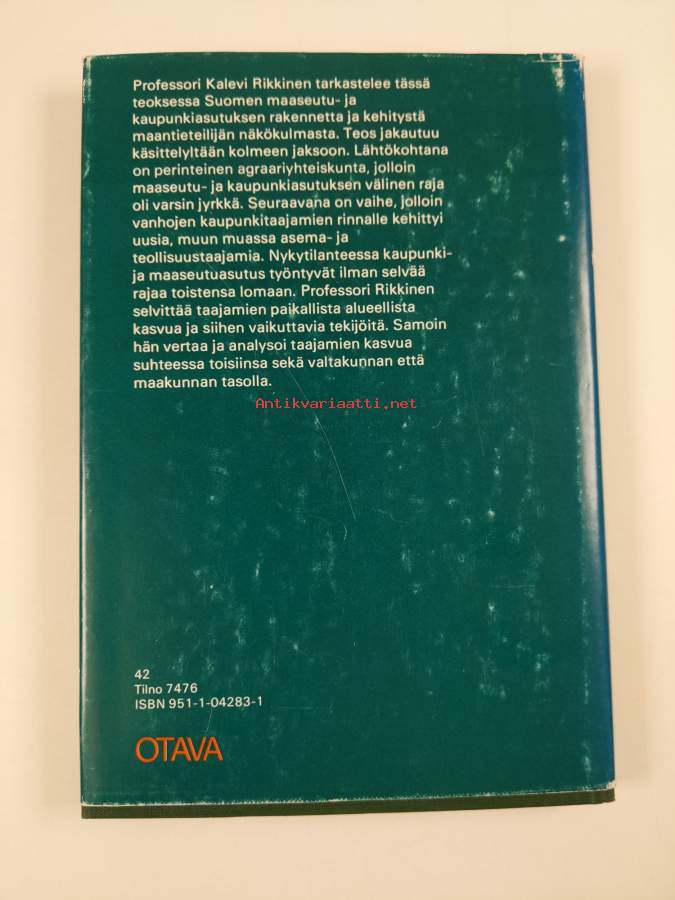 Professori Kalevi Rikkinen tarkastelee tässä
teoksessa Suomen maaseutu- ja
kaupunkiasutuksen rakennetta ja kehitystä
maantieteilijän näkökulmasta. Teos jakautuu
käsittelyltään kolmeen jaksoon. Lähtökohtana
on perinteinen agraariyhteiskunta, jolloin
maaseutu- ja kaupunkiasutuksen välinen raja
oli varsin jyrkkä. Seuraavana on vaihe, jolloin
vanhojen kaupunkitaajamien rinnalle kehittyi
uusia, muun muassa asema- ja
teollisuustaajamia. Nykytilanteessa kaupunki-
ja maaseutuasutus työntyvät ilman selvää
rajaa toistensa lomaan. Professori Rikkinen
selvittää taajamien paikallista alueellista
kasvua ja siihen vaikuttavia tekijöitä. Samoin
hän vertaa ja analysoi taajamien kasvua
suhteessa toisiinsa sekä valtakunnan että
maakunnan tasolla.
Antikvariaatti.net
42
Tilno 7476
ISBN 951-1-04283-1
OTAVA